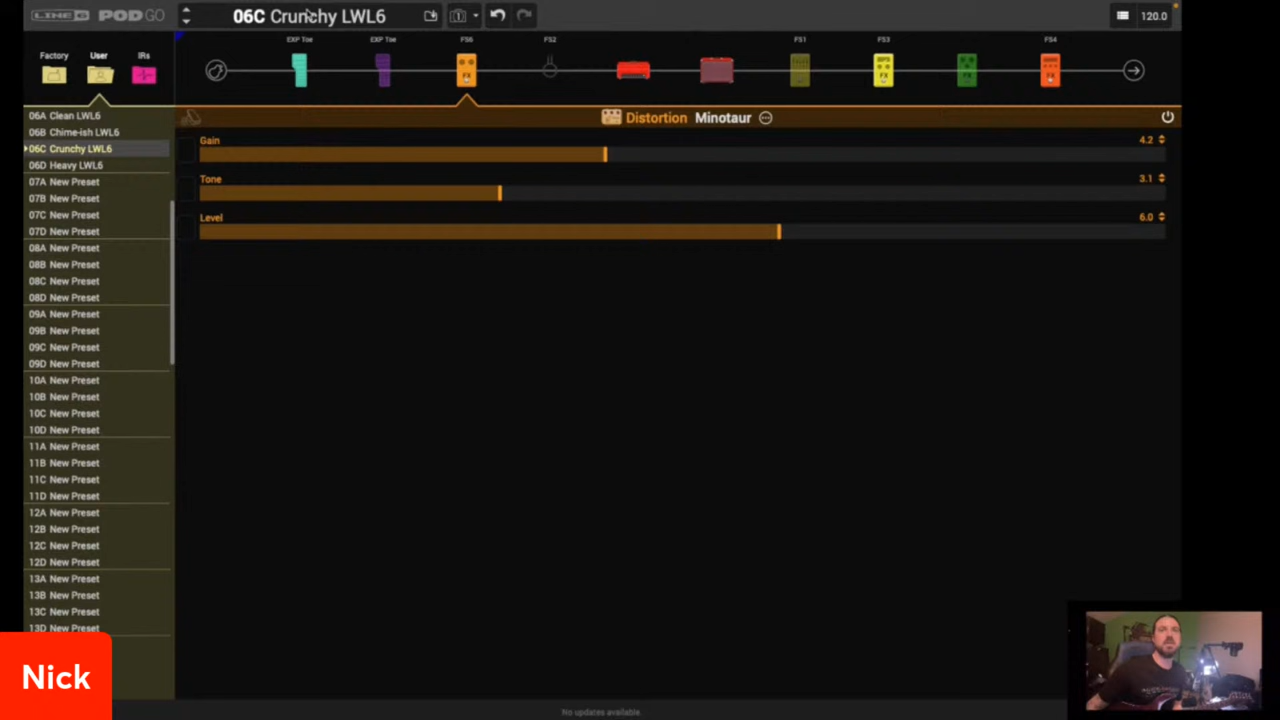 LINE 6 POD GO
06C Crunchy LWL6
120.0
Factory
User
IRs
EXP Toe
EXP Toe
FS6
FS2
FS1
FS3
FS4
Distortion Minotaur
Gain
4.2
Tone
3.1
Level
6.0
06A Clean LWL6
06B Chime-ish LWL6
06C Crunchy LWL6
06D Heavy LWL6
07A New Preset
07B New Preset
07C New Preset
07D New Preset
08A New Preset
08B New Preset
08C New Preset
08D New Preset
09A New Preset
09B New Preset
09C New Preset
09D New Preset
10A New Preset
10B New Preset
10C New Preset
10D New Preset
11A New Preset
11B New Preset
11C New Preset
11D New Preset
12A New Preset
12B New Preset
12C New Preset
12D New Preset
13A New Preset
13B New Preset
13C New Preset
13D New Preset
Nick
No updates available.